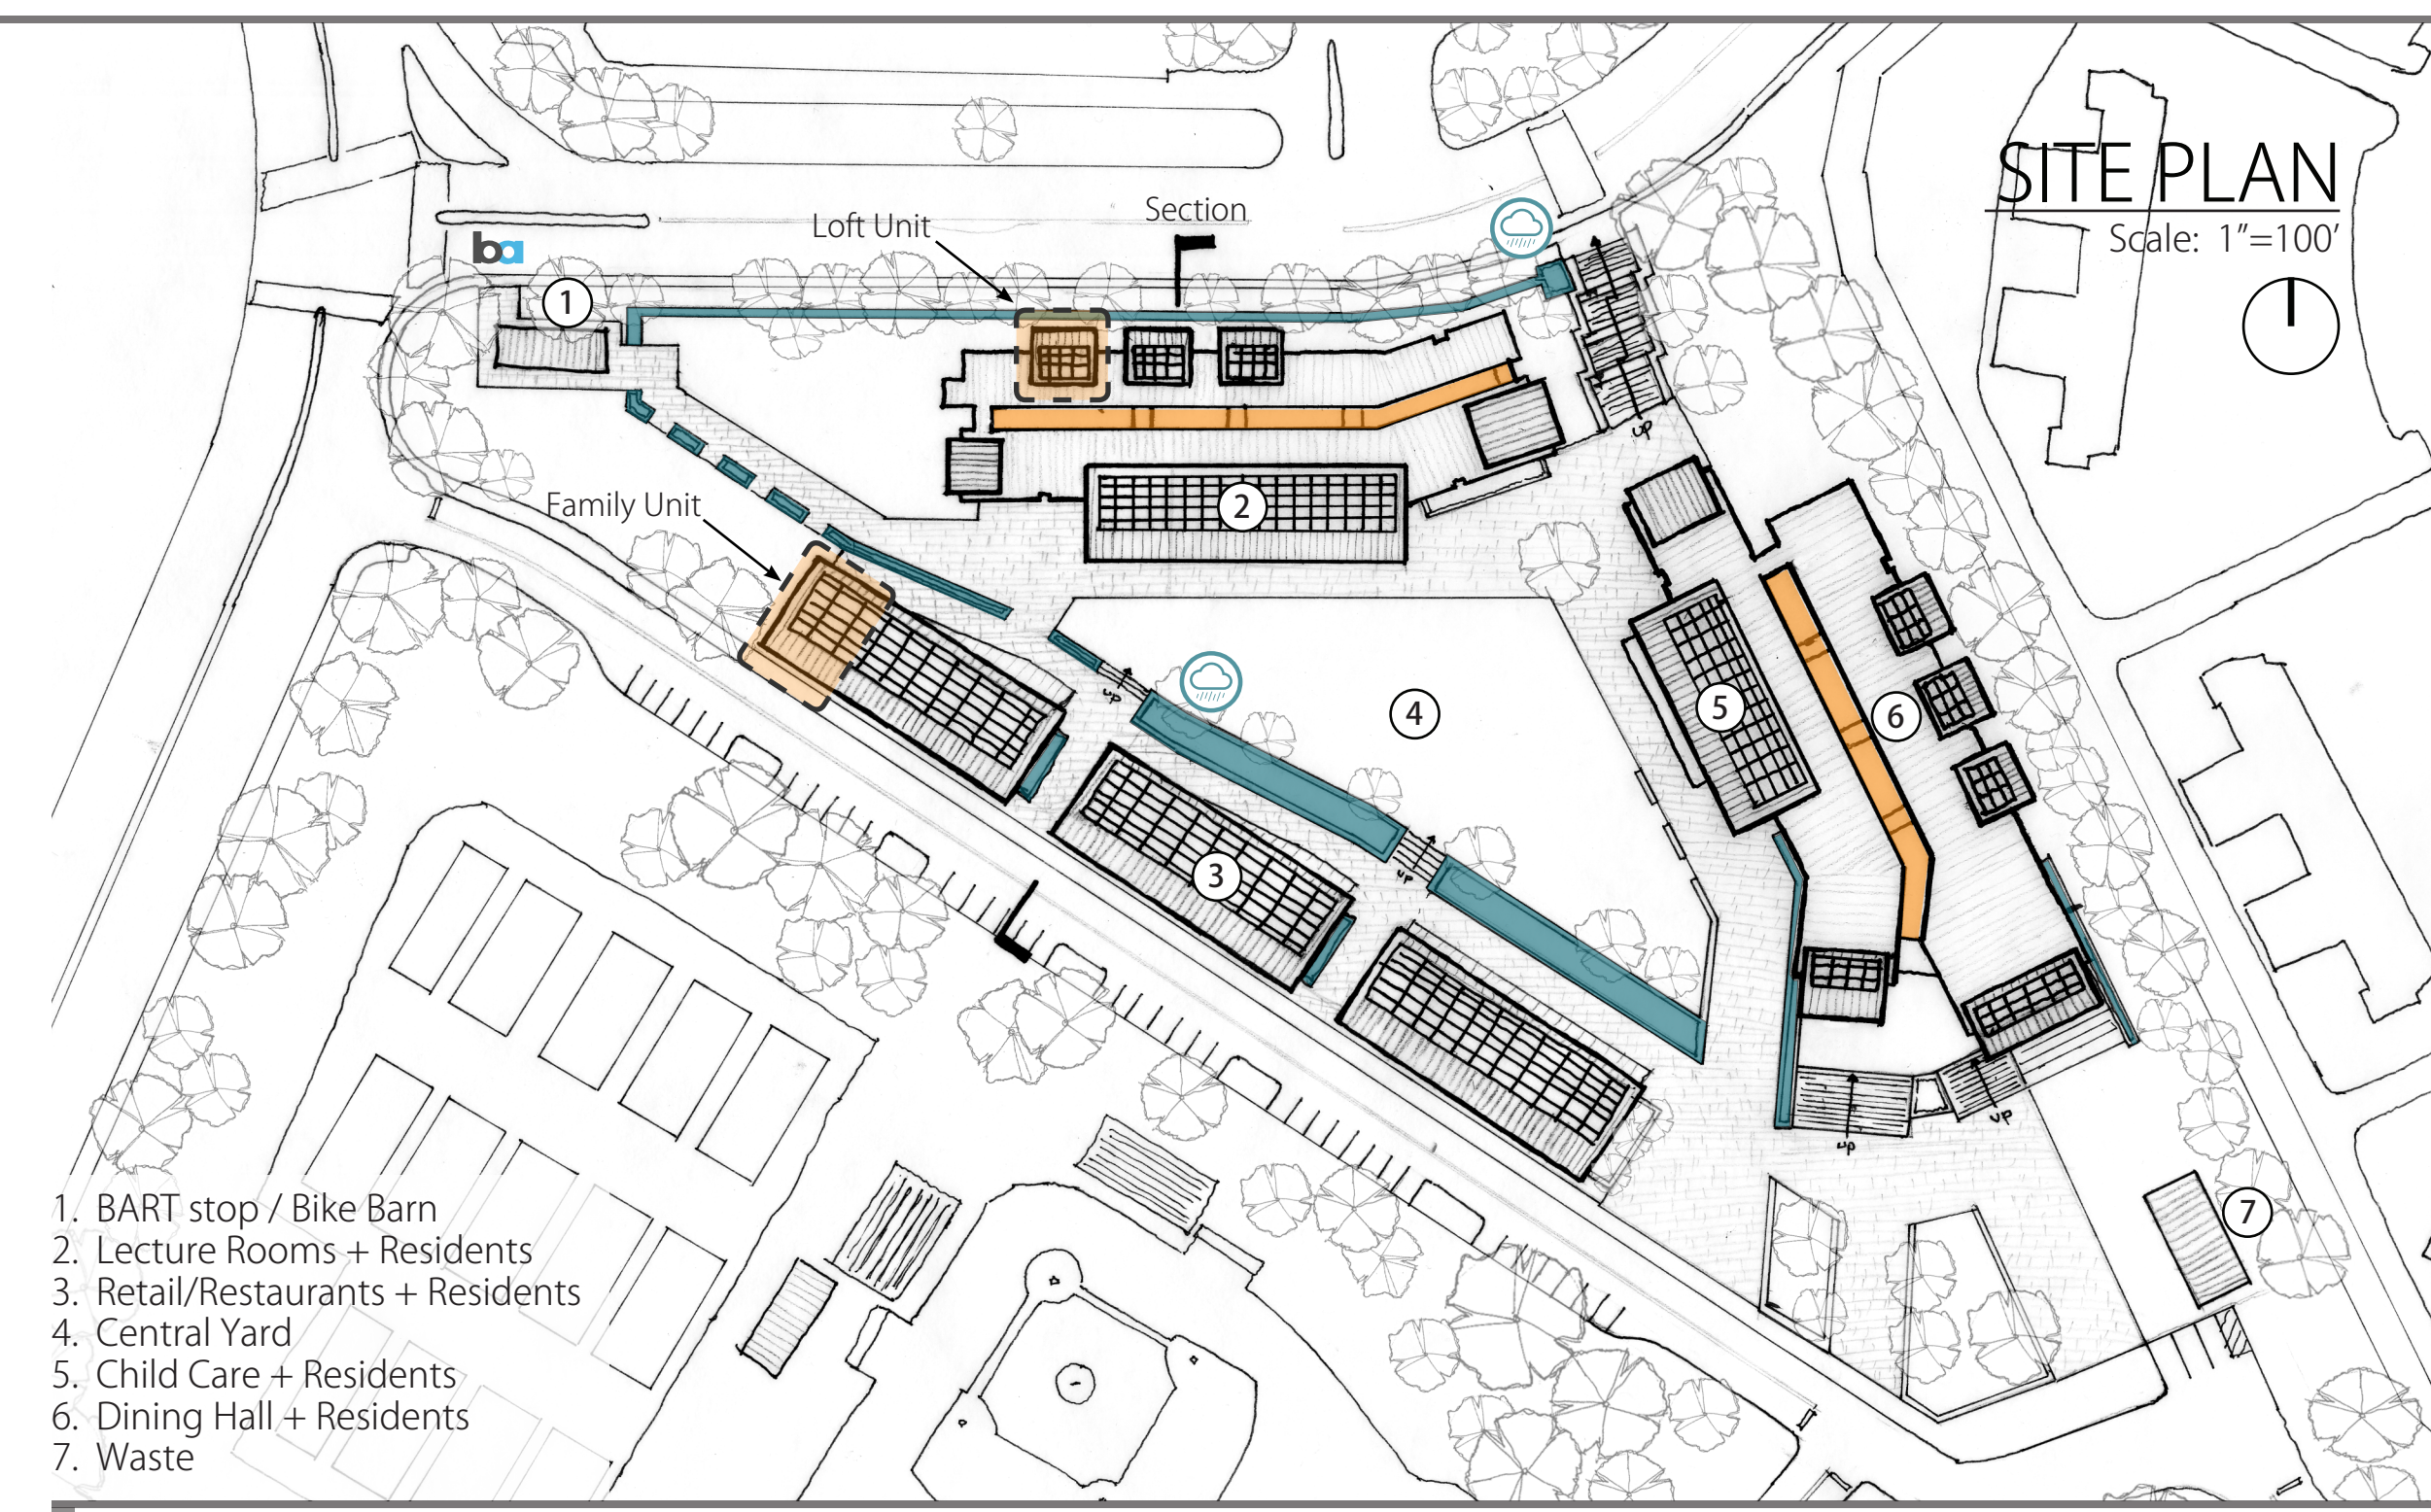 SITE PLAN
Scale: 1"=100'
Section
Loft Unit
ba
1
up
2
Family Unit
up
4
5
6
3
up
up
up
7
1. BART stop / Bike Barn
2. Lecture Rooms + Residents
3. Retail/Restaurants + Residents
4. Central Yard
5. Child Care + Residents
6. Dining Hall + Residents
7. Waste